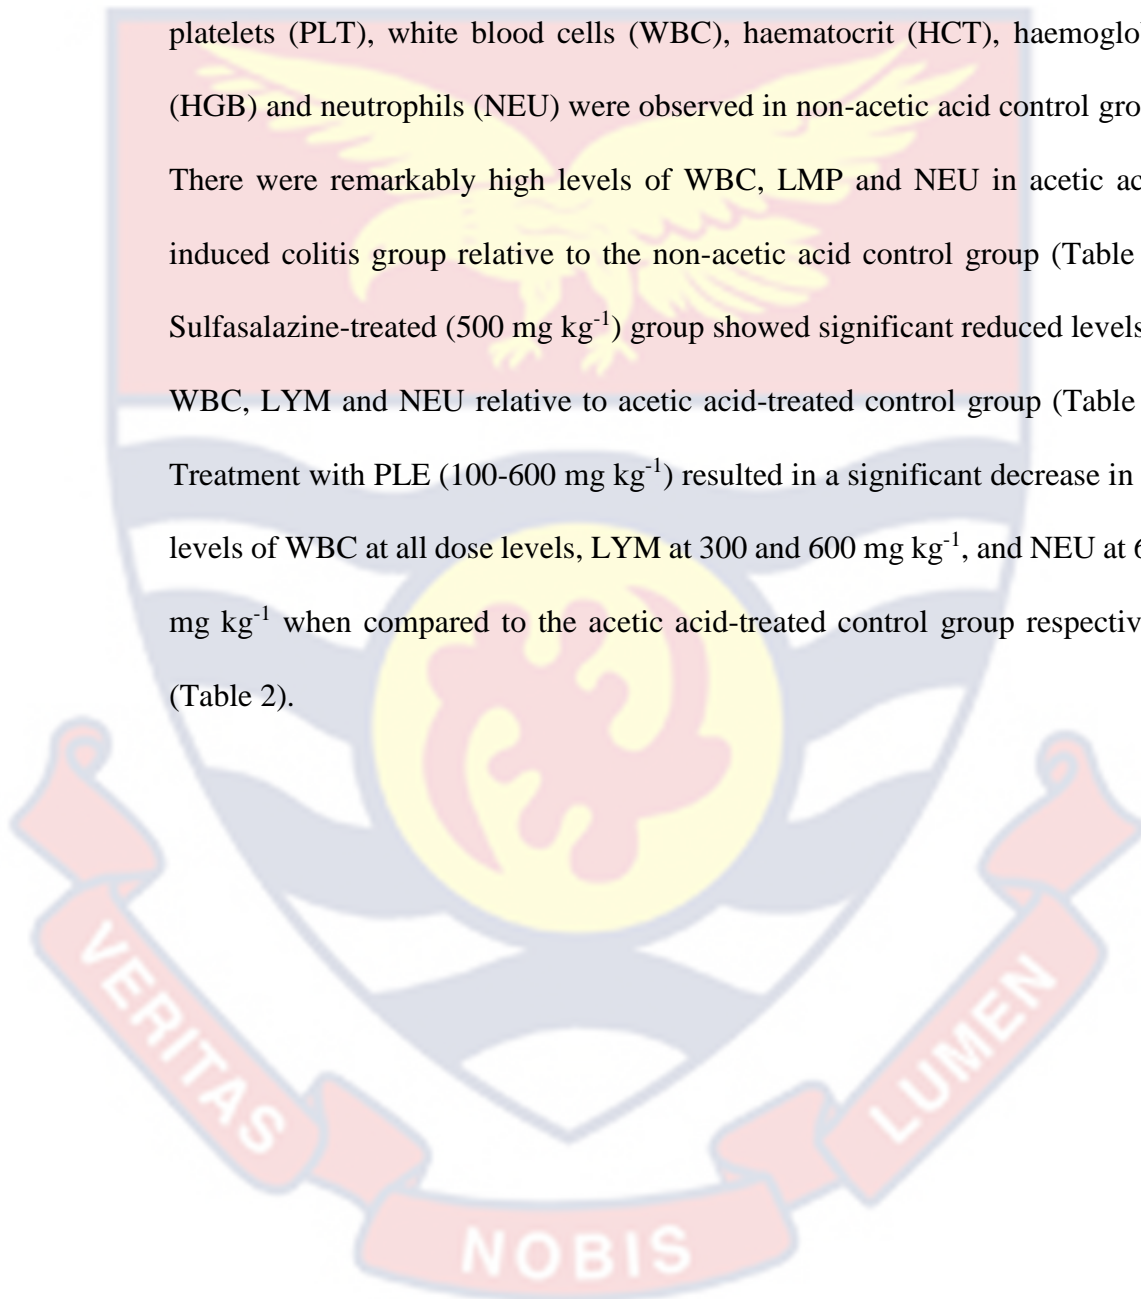 platelets (PLT), white blood cells (WBC), haematocrit (HCT), haemoglo
(HGB) and neutrophils (NEU) were observed in non-acetic acid control gro
There were remarkably high levels of WBC, LMP and NEU in acetic ac
induced colitis group relative to the non-acetic acid control group (Table
Sulfasalazine-treated (500 mg kg⁻¹) group showed significant reduced levels
WBC, LYM and NEU relative to acetic acid-treated control group (Table
Treatment with PLE (100-600 mg kg⁻¹) resulted in a significant decrease in
levels of WBC at all dose levels, LYM at 300 and 600 mg kg⁻¹, and NEU at
mg kg⁻¹ when compared to the acetic acid-treated control group respectiv
(Table 2).
VERITAS
NOBIS
LUMEN